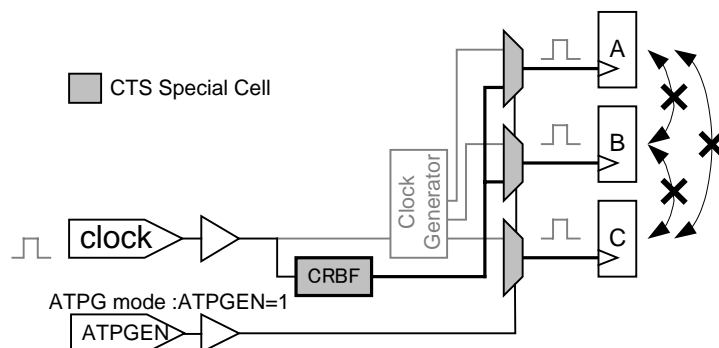 A
CTS Special Cell
B
Clock
Generator
clock
C
CRBF
ATPG mode :ATPGEN=1
ATPGEN